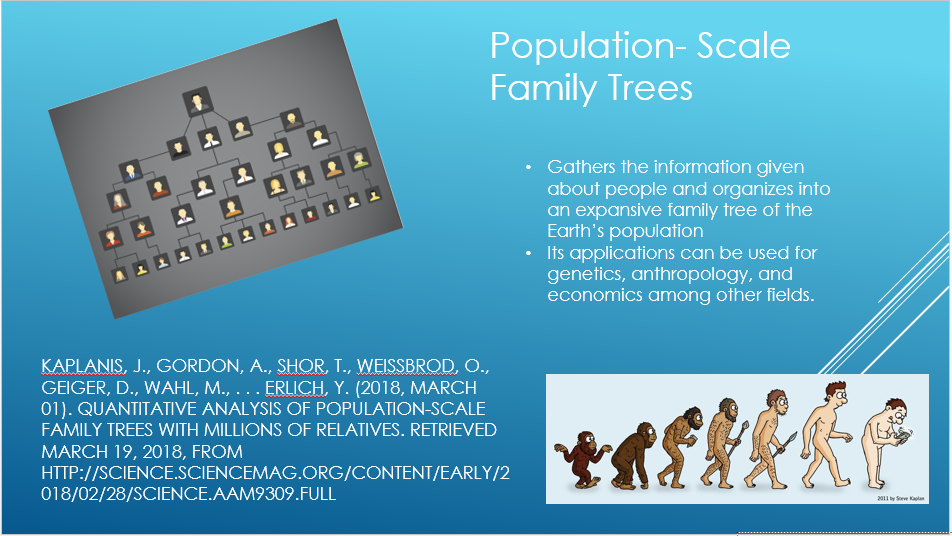 Population- Scale
Family Trees
• Gathers the information given
about people and organizes into
an expansive family tree of the
Earth's population
• Its applications can be used for
genetics, anthropology, and
economics among other fields.
KAPLANIS, J., GORDON, A., SHOR, T., WEISSBROD, O.,
GEIGER, D., WAHL, M., . . . ERLICH, Y. (2018, MARCH
01). QUANTITATIVE ANALYSIS OF POPULATION-SCALE
FAMILY TREES WITH MILLIONS OF RELATIVES. RETRIEVED
MARCH 19, 2018, FROM
HTTP://SCIENCE.SCIENCEMAG.ORG/CONTENT/EARLY/2
018/02/28/SCIENCE.AAM9309.FULL
2011 by Steve Kaplan